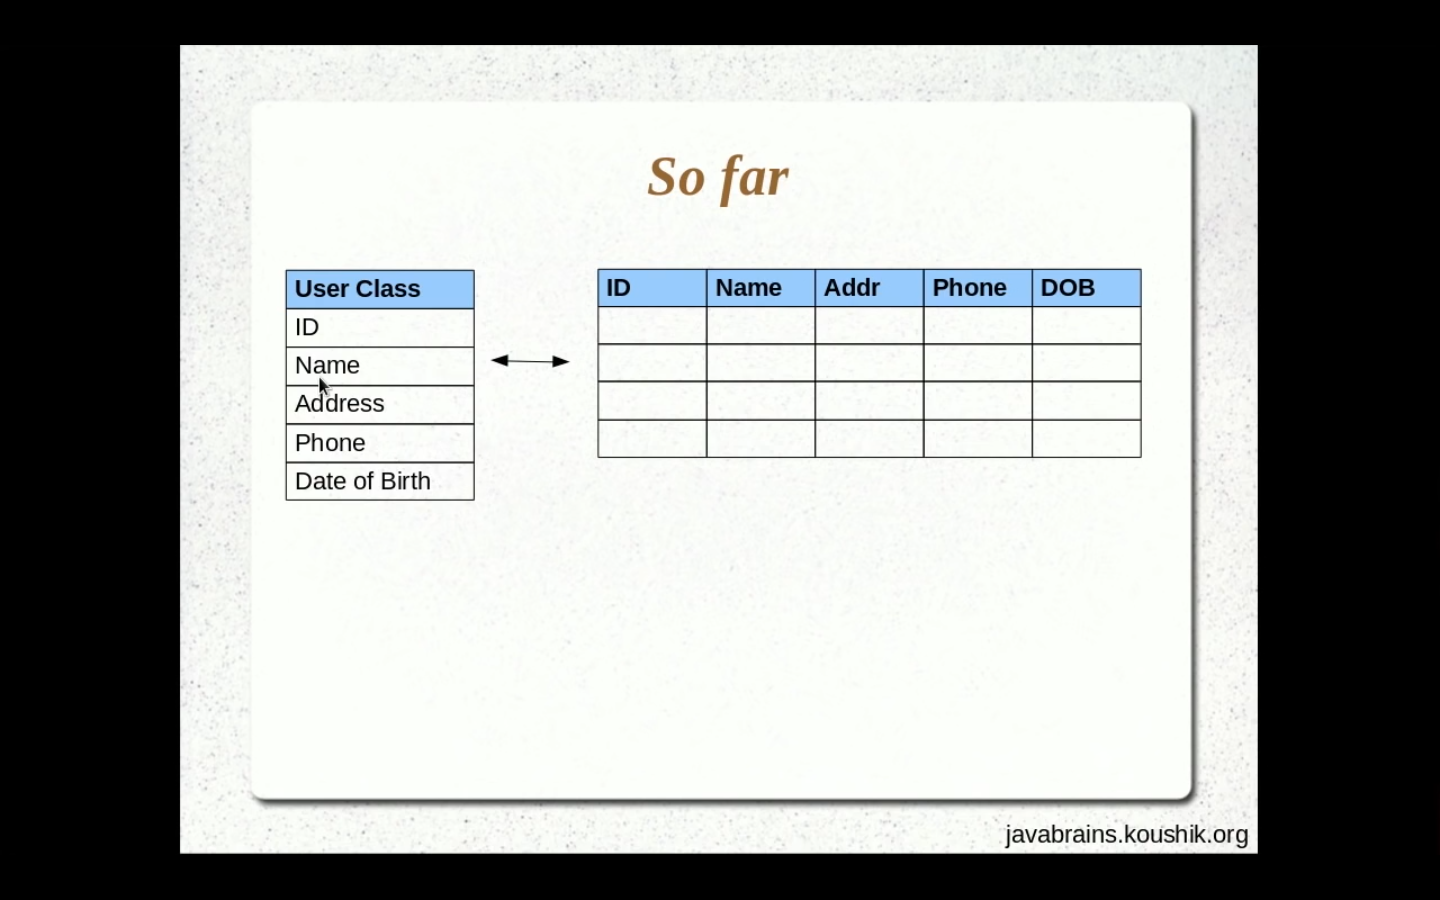 So far
User Class
ID
Name
Address
Phone
Date of Birth
ID Name Addr Phone DOB
javabrains.koushik.org